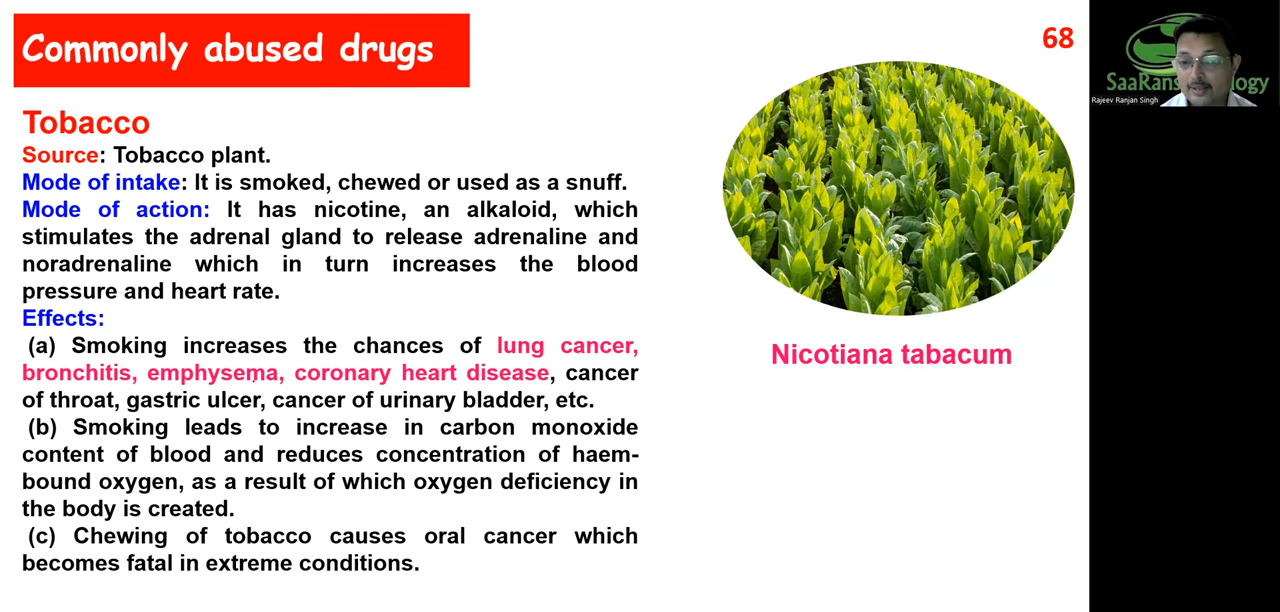 Commonly abused drugs
68
SaaRans
logy
Rajeev Ranjan Singh
Tobacco
Source: Tobacco plant.
Mode of intake: It is smoked, chewed or used as a snuff.
Mode of action: It has nicotine, an alkaloid, which
stimulates the adrenal gland to release adrenaline and
noradrenaline which in turn increases the blood
pressure and heart rate.
Effects:
(a) Smoking increases the chances of lung cancer,
bronchitis, emphysema, coronary heart disease, cancer
of throat, gastric ulcer, cancer of urinary bladder, etc.
(b) Smoking leads to increase in carbon monoxide
content of blood and reduces concentration of haem-
bound oxygen, as a result of which oxygen deficiency in
the body is created.
(c) Chewing of tobacco causes oral cancer which
becomes fatal in extreme conditions.
Nicotiana tabacum